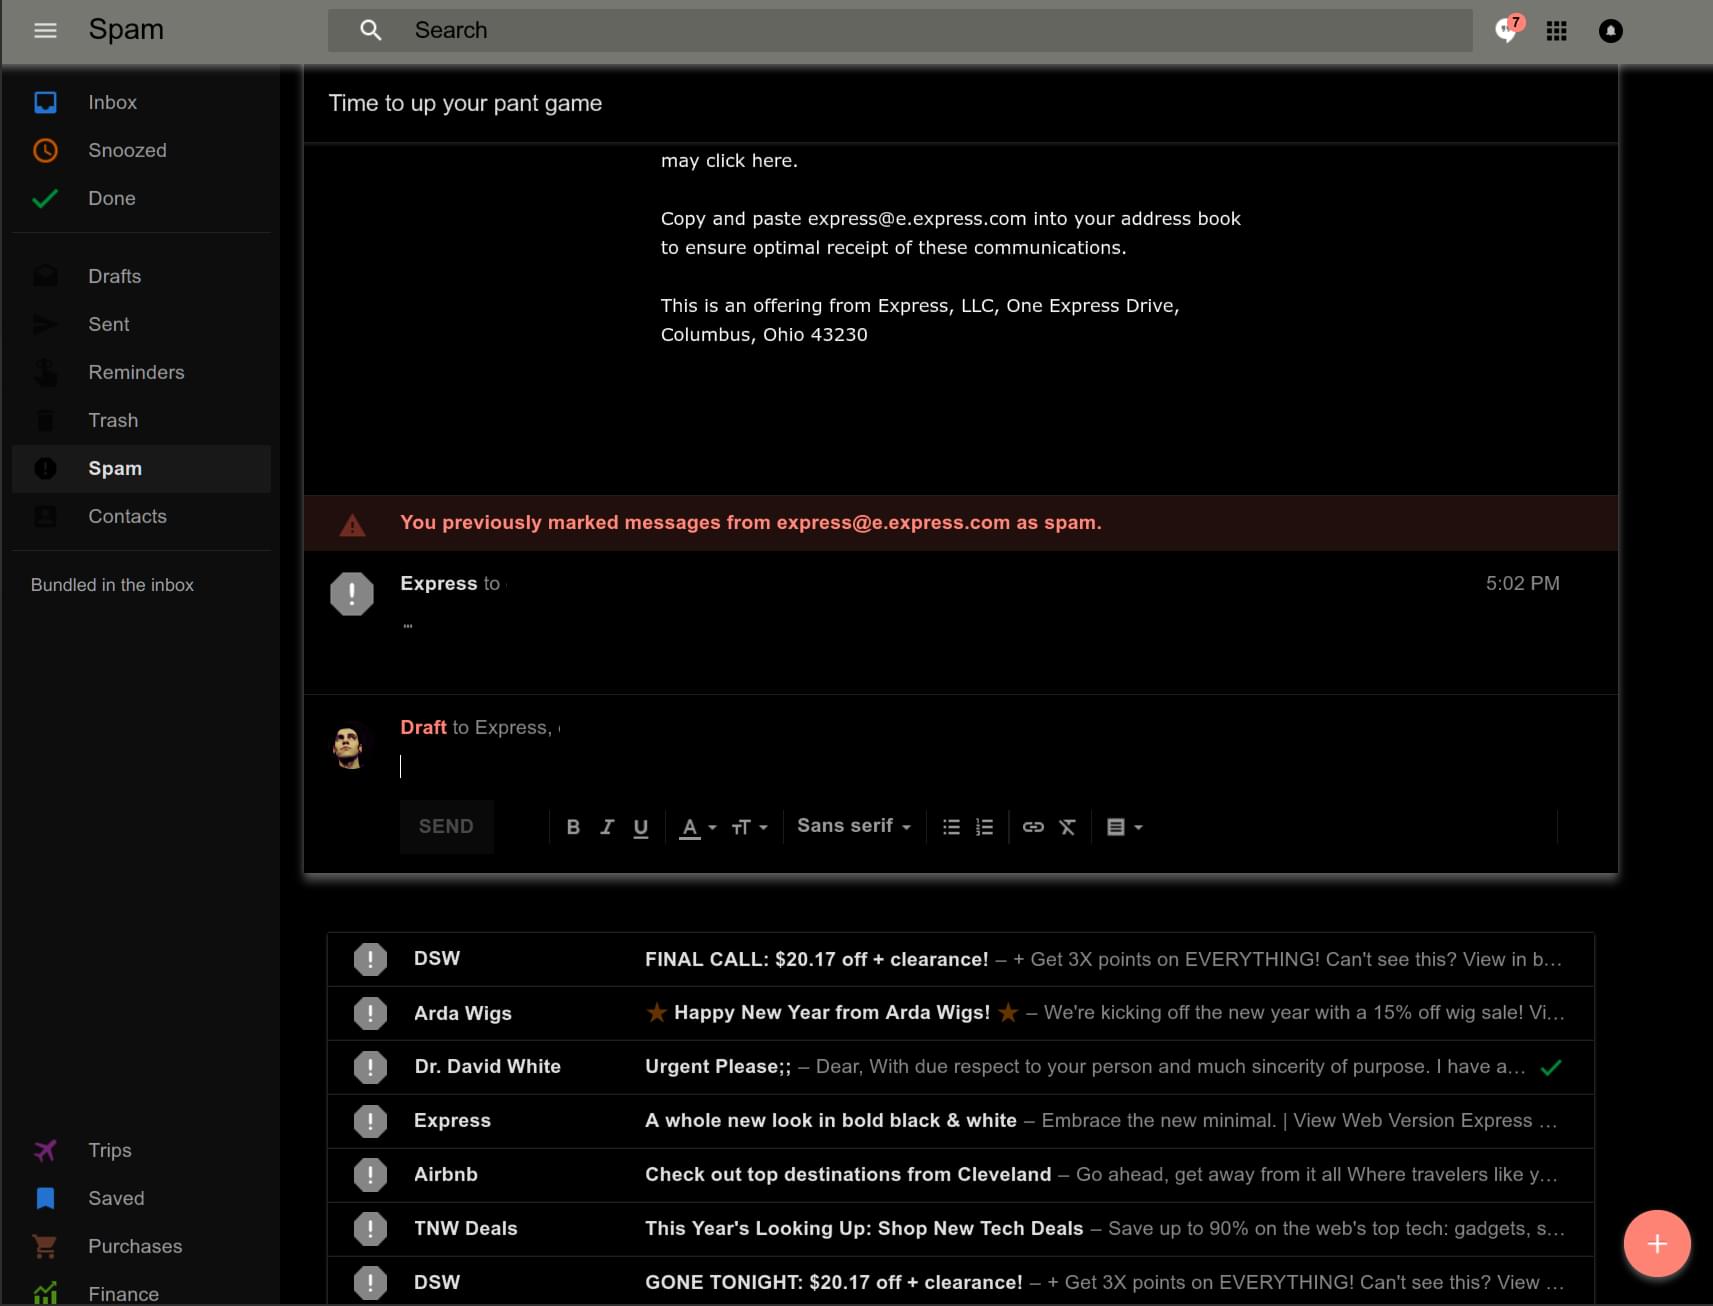 Spam
Search
7
Inbox
Snoozed
Done
Drafts
Sent
Reminders
Trash
Spam
Contacts
Bundled in the inbox
Trips
Saved
Purchases
Finance
Time to up your pant game
may click here.
Copy and paste express@e.express.com into your address book
to ensure optimal receipt of these communications.
This is an offering from Express, LLC, One Express Drive,
Columbus, Ohio 43230
You previously marked messages from express@e.express.com as spam.
Express to
5:02 PM
...
Draft to Express,
SEND
B I U A TT Sans serif
DSW FINAL CALL: $20.17 off + clearance! – + Get 3X points on EVERYTHING! Can't see this? View in b...
Arda Wigs ★ Happy New Year from Arda Wigs! ★ – We're kicking off the new year with a 15% off wig sale! Vi...
Dr. David White Urgent Please;; – Dear, With due respect to your person and much sincerity of purpose. I have a...
Express A whole new look in bold black & white – Embrace the new minimal. | View Web Version Express ...
Airbnb Check out top destinations from Cleveland – Go ahead, get away from it all Where travelers like y...
TNW Deals This Year's Looking Up: Shop New Tech Deals – Save up to 90% on the web's top tech: gadgets, s...
DSW GONE TONIGHT: $20.17 off + clearance! – + Get 3X points on EVERYTHING! Can't see this? View ...